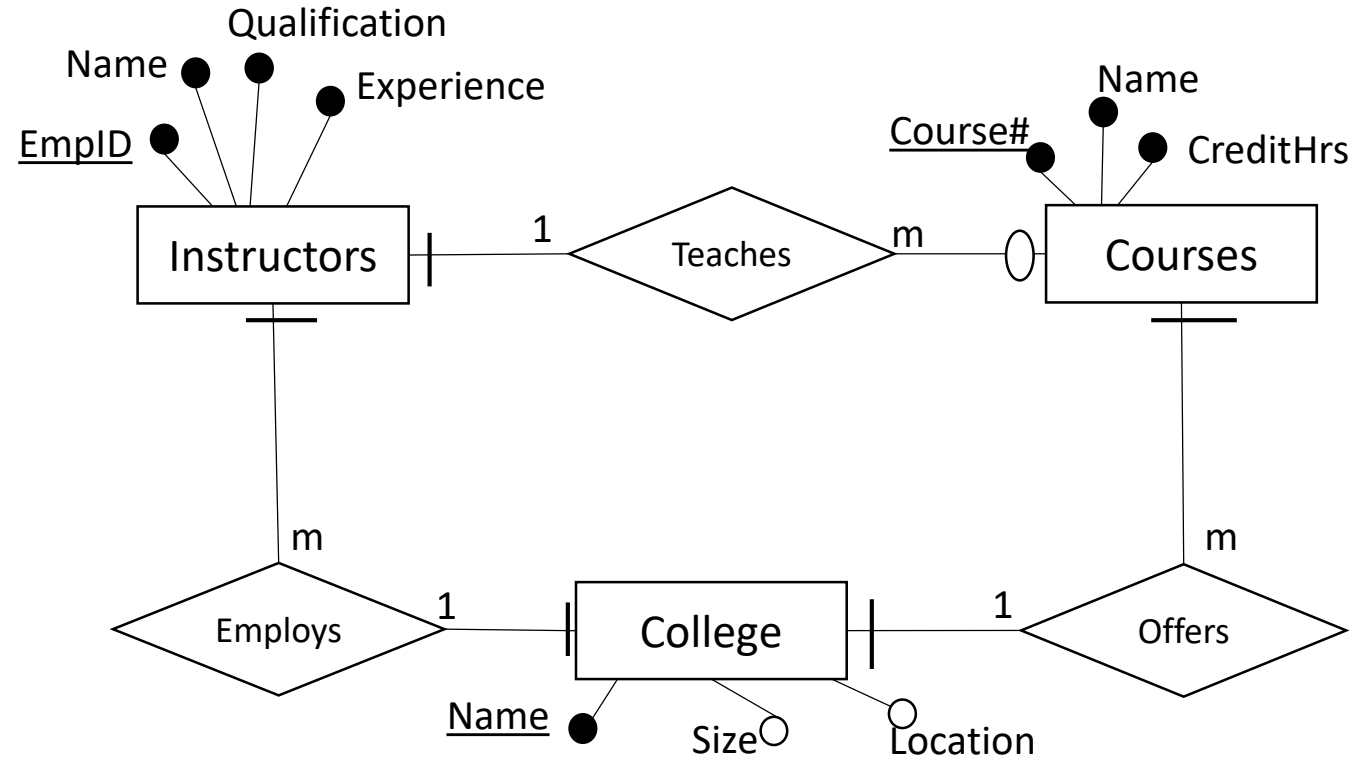 Qualification
Name
Experience
EmpID
Name
Course#
CreditHrs
Instructors
1
Teaches
m
Courses
m
m
Employs
1
College
1
Offers
Name
Size
Location